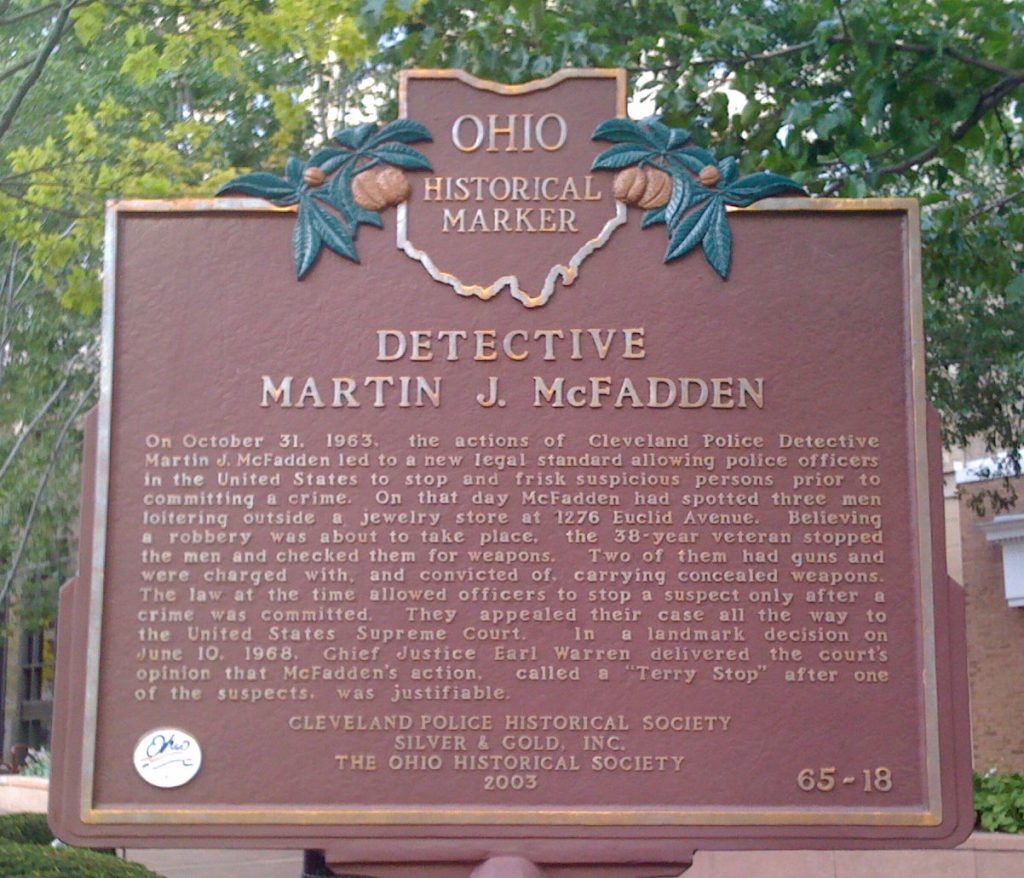 OHIO
HISTORICAL
MARKER
DETECTIVE
MARTIN J. McFADDEN
On October 31, 1963, the actions of Cleveland Police Detective
Martin J. McFadden led to a new legal standard allowing police officers
in the United States to stop and frisk suspicious persons prior to
committing a crime. On that day McFadden had spotted three men
loitering outside a jewelry store at 1276 Euclid Avenue. Believing
a robbery was about to take place, the 38-year veteran stopped
the men and checked them for weapons. Two of them had guns and
were charged with, and convicted of, carrying concealed weapons.
The law at the time allowed officers to stop a suspect only after a
crime was committed. They appealed their case all the way to
the United States Supreme Court. In a landmark decision on
June 10, 1968, Chief Justice Earl Warren delivered the court's
opinion that McFadden's action, called a "Terry Stop" after one
of the suspects, was justifiable.
CLEVELAND POLICE HISTORICAL SOCIETY
SILVER & GOLD, INC.
THE OHIO HISTORICAL SOCIETY
2003
Ohio
65-18